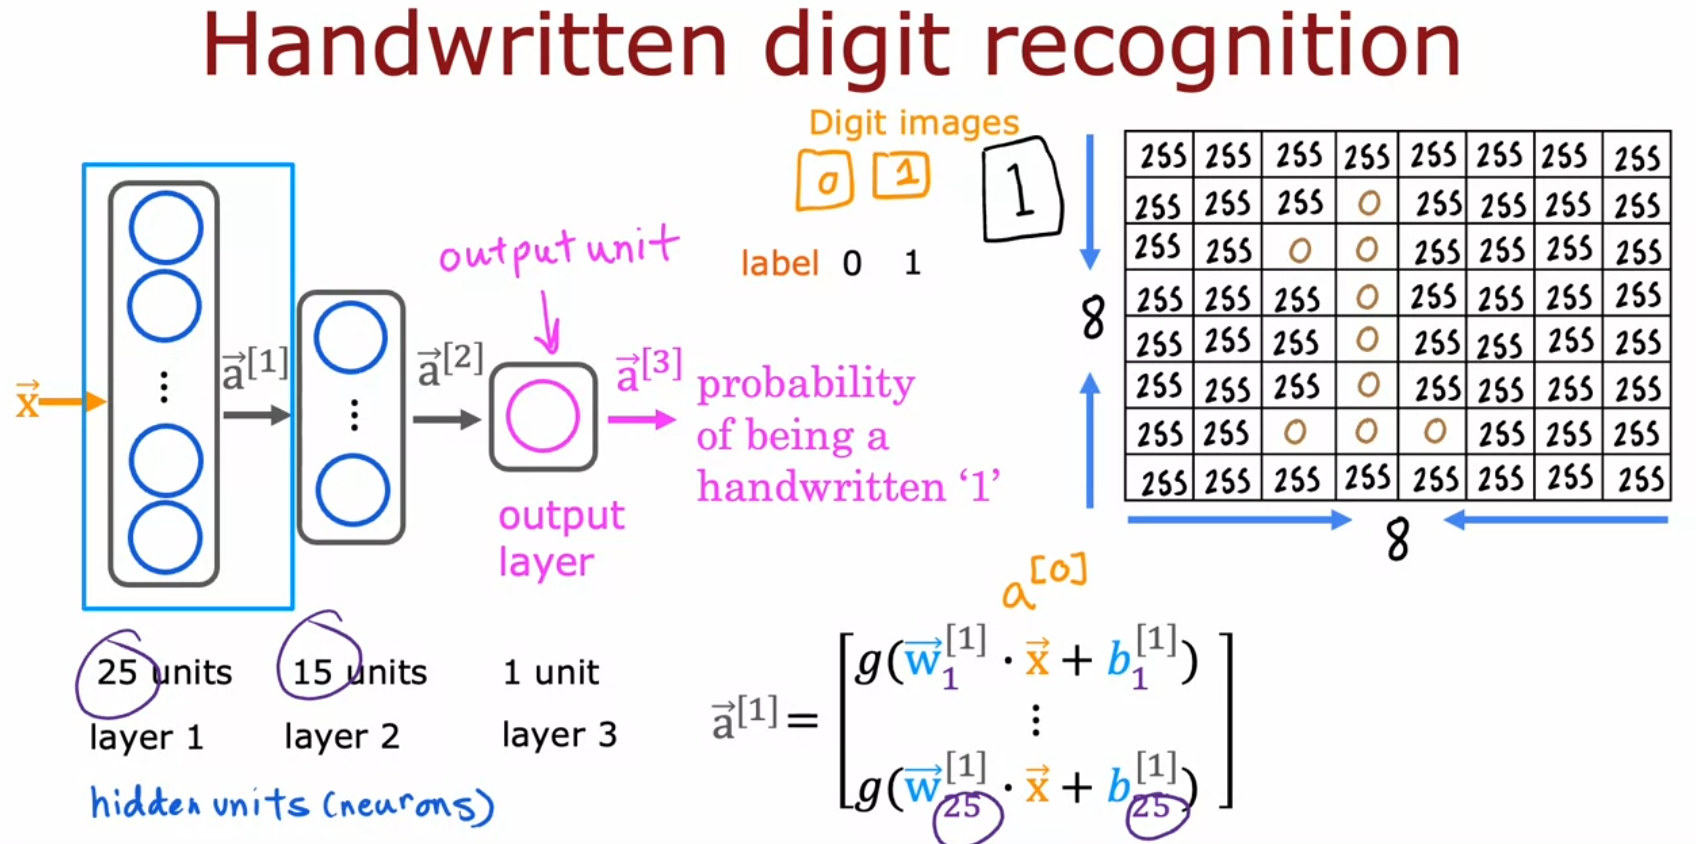 Handwritten digit recognition
Digit images
0 1 1
label 0 1
output unit
x⃗
a⃗[1]
a⃗[2]
a⃗[3]
probability
of being a
handwritten ‘1’
output
layer
255 255 255 255 255 255 255 255
255 255 255 0 255 255 255 255
255 255 0 0 255 255 255 255
255 255 255 0 255 255 255 255
255 255 255 0 255 255 255 255
255 255 255 0 255 255 255 255
255 255 0 0 0 255 255 255
255 255 255 255 255 255 255 255
8
8
25 units 15 units 1 unit
layer 1 layer 2 layer 3
hidden units (neurons)
a[0]
g(w⃗1[1] · x⃗ + b1[1])
a⃗[1] = ⋮
g(w⃗25[1] · x⃗ + b25[1])